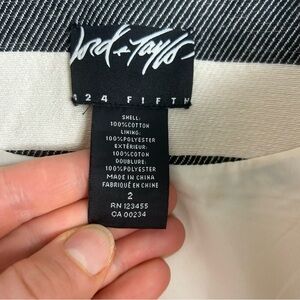 Lord + Taylor
424 FIFTH
SHELL:
100%COTTON
LINING:
100%POLYESTER
EXTÉRIEUR:
100%COTON
DOUBLURE:
100%POLYESTER
MADE IN CHINA
FABRIQUÉ EN CHINE
2
RN 123455
CA 00234